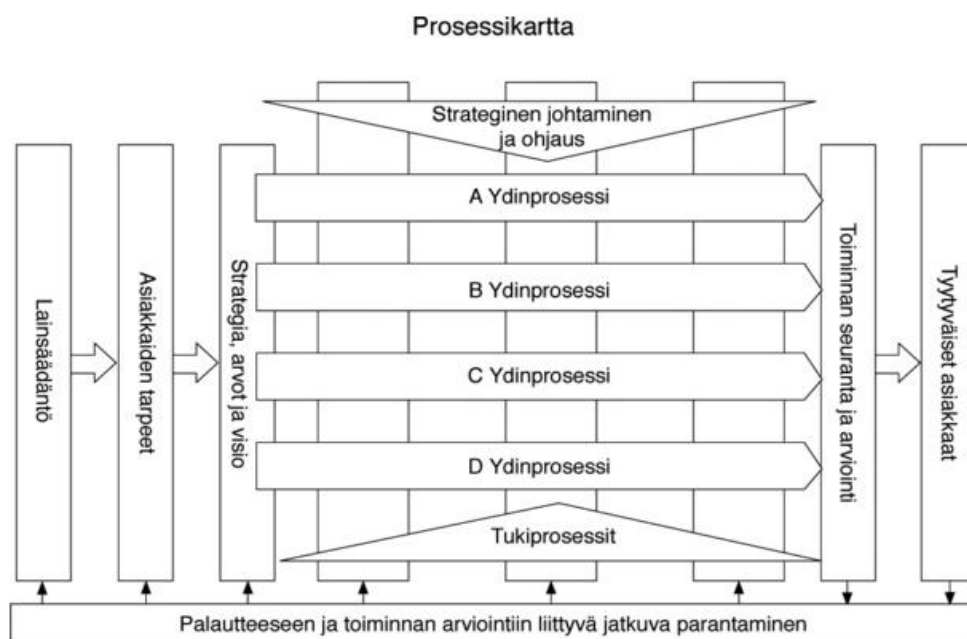 Prosessikartta
Strateginen johtaminen
ja ohjaus
Lainsäädäntö
Asiakkaiden tarpeet
Strategia, arvot ja visio
A Ydinprosessi
B Ydinprosessi
C Ydinprosessi
D Ydinprosessi
Tukiprosessit
Toiminnan seuranta ja arviointi
Tyytyväiset asiakkaat
Palautteeseen ja toiminnan arviointiin liittyvä jatkuva parantaminen